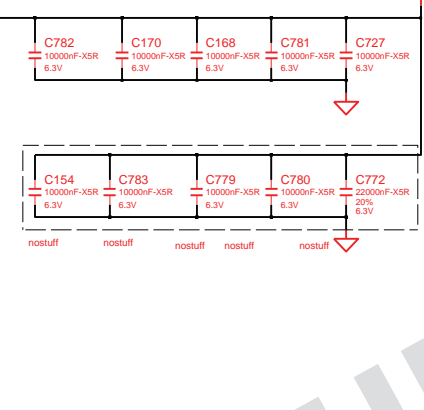 C782 C170 C168 C781 C727
10000nF-X5R 10000nF-X5R 10000nF-X5R 10000nF-X5R 10000nF-X5R
6.3V 6.3V 6.3V 6.3V 6.3V
C154 C783 C779 C780 C772
10000nF-X5R 10000nF-X5R 10000nF-X5R 10000nF-X5R 22000nF-X5R
20%
6.3V 6.3V 6.3V 6.3V 6.3V
nostuff nostuff nostuff nostuff nostuff